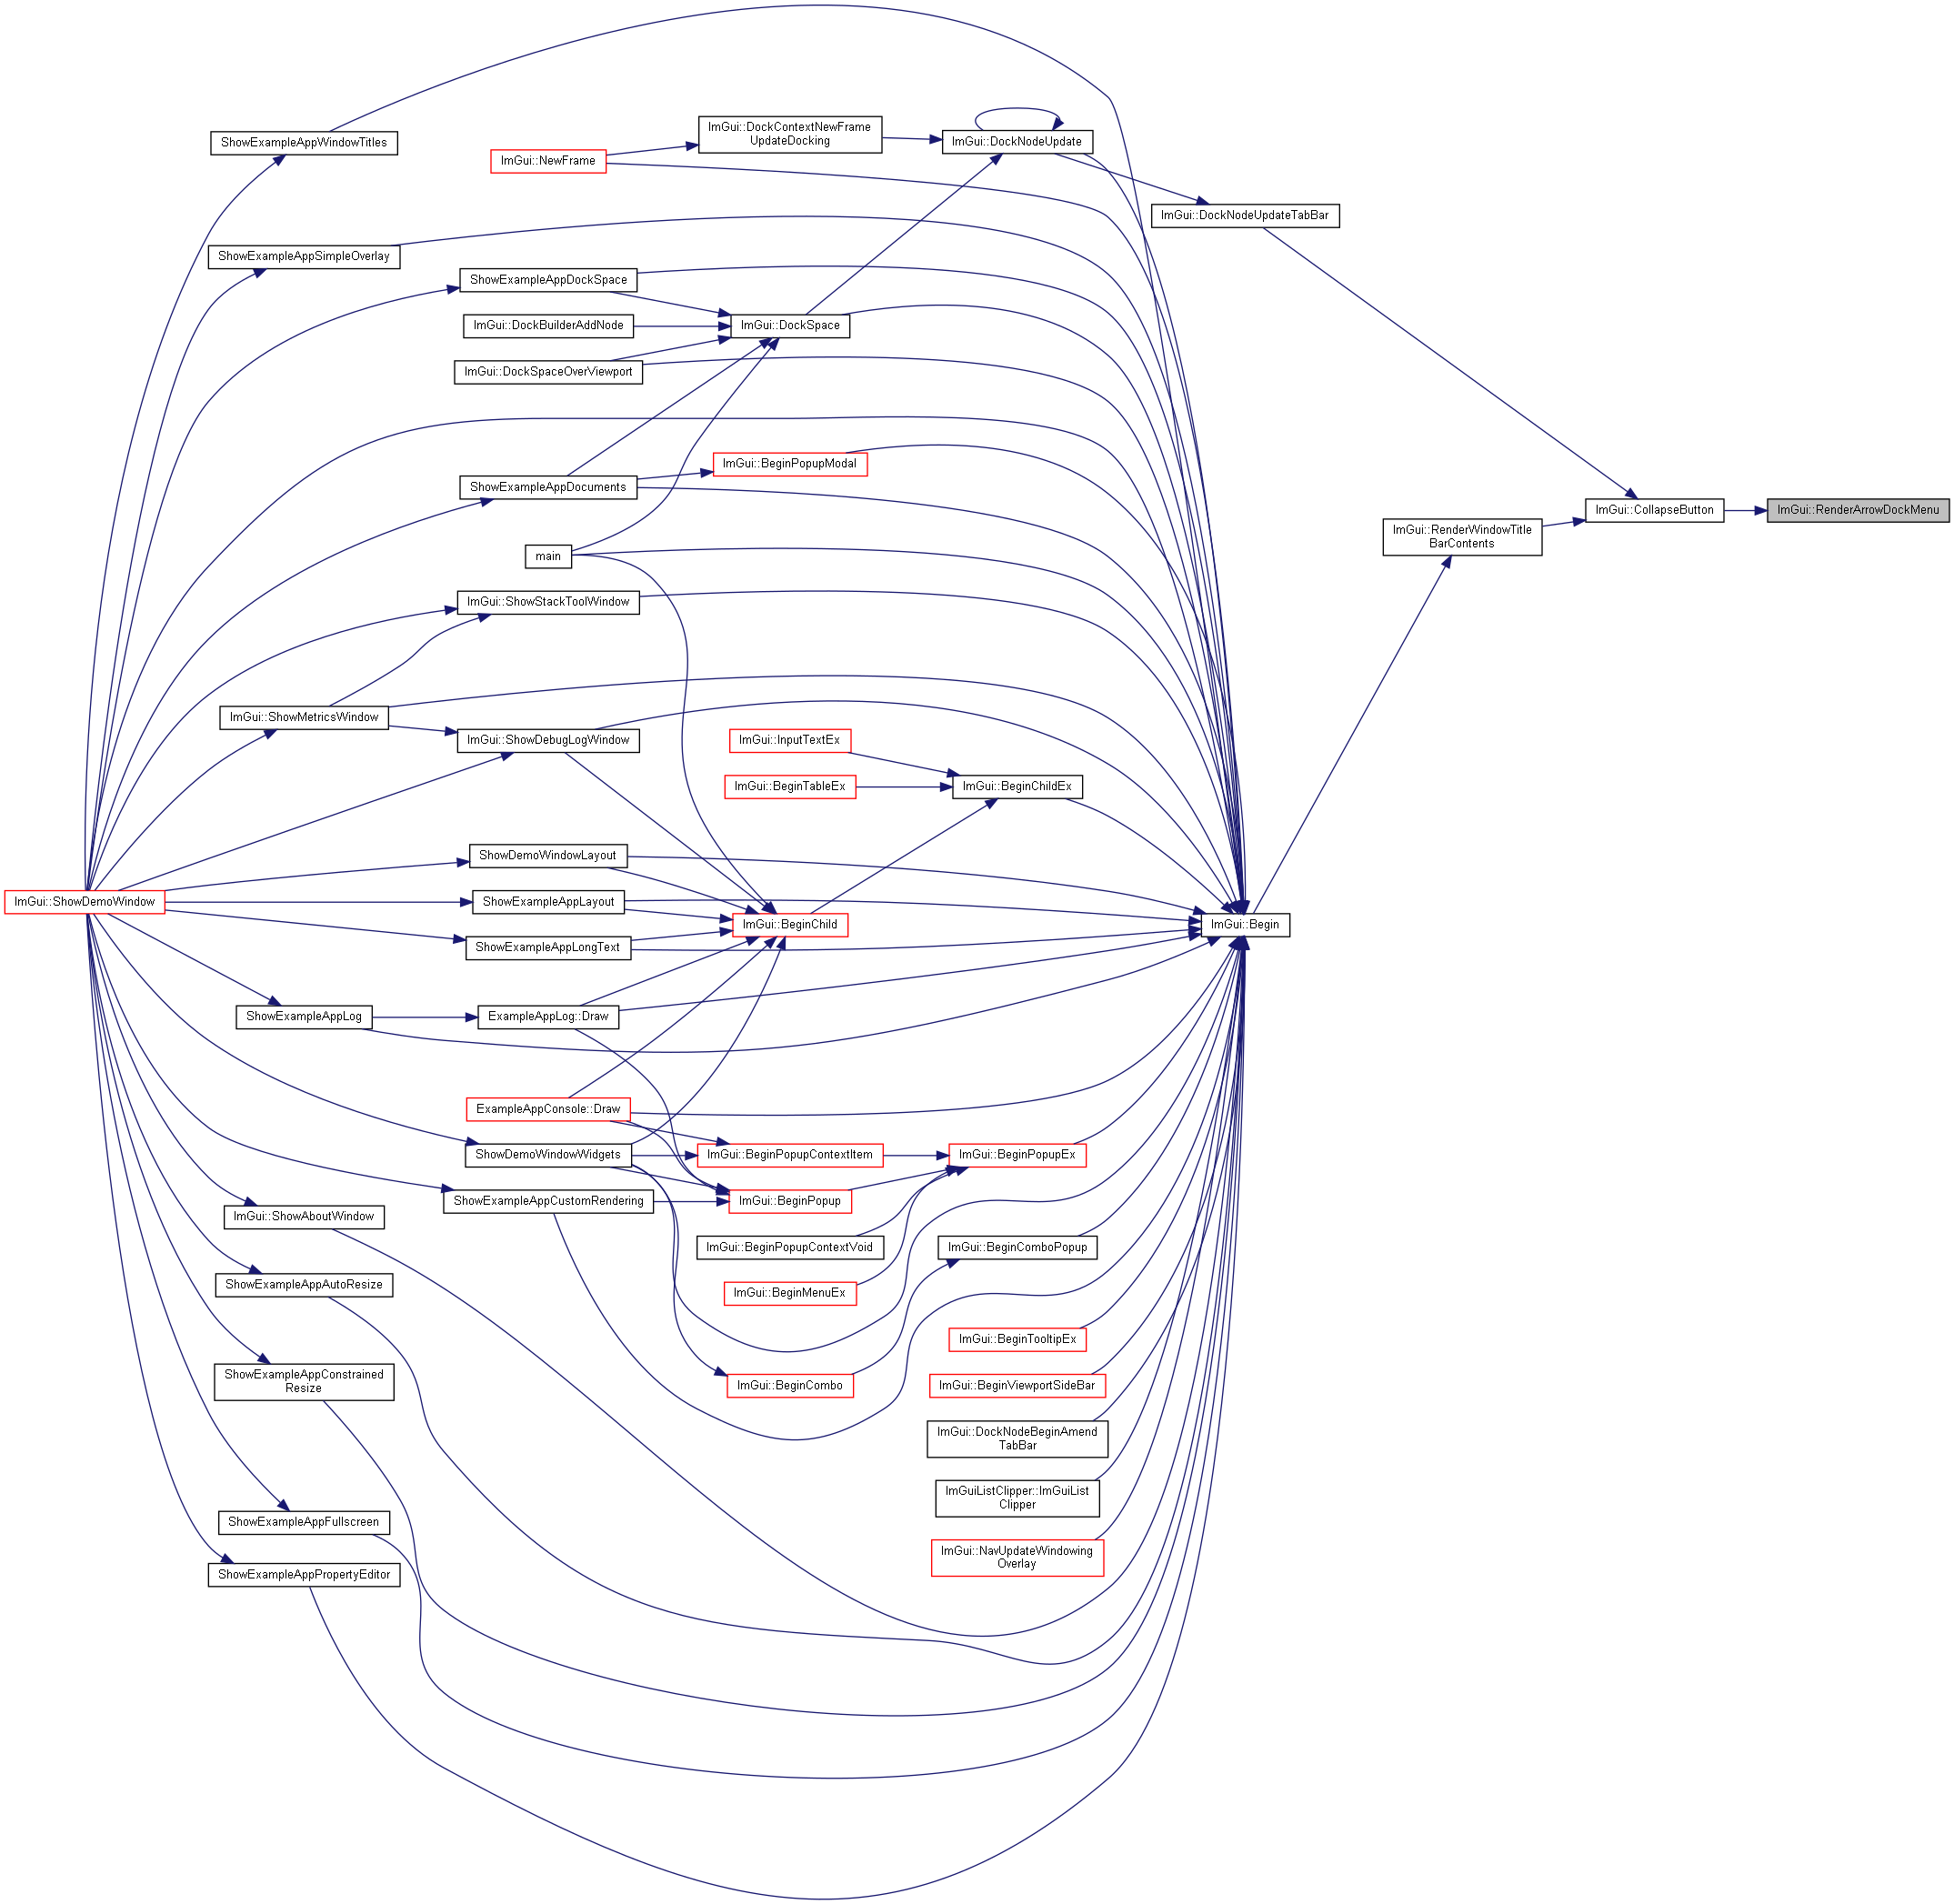 ShowExampleAppWindowTitles
ImGui::DockContextNewFrame
UpdateDocking
ImGui::DockNodeUpdate
ImGui::NewFrame
ImGui::DockNodeUpdateTabBar
ShowExampleAppSimpleOverlay
ShowExampleAppDockSpace
ImGui::DockBuilderAddNode
ImGui::DockSpace
ImGui::DockSpaceOverViewport
ImGui::BeginPopupModal
ShowExampleAppDocuments
ImGui::RenderWindowTitle
BarContents
ImGui::CollapseButton
ImGui::RenderArrowDockMenu
main
ImGui::ShowStackToolWindow
ImGui::ShowMetricsWindow
ImGui::ShowDebugLogWindow
ImGui::InputTextEx
ImGui::BeginTableEx
ImGui::BeginChildEx
ShowDemoWindowLayout
ImGui::ShowDemoWindow
ShowExampleAppLayout
ImGui::BeginChild
ImGui::Begin
ShowExampleAppLongText
ShowExampleAppLog
ExampleAppLog::Draw
ExampleAppConsole::Draw
ShowDemoWindowWidgets
ImGui::BeginPopupContextItem
ImGui::BeginPopupEx
ShowExampleAppCustomRendering
ImGui::BeginPopup
ImGui::ShowAboutWindow
ImGui::BeginPopupContextVoid
ImGui::BeginComboPopup
ShowExampleAppAutoResize
ImGui::BeginMenuEx
ImGui::BeginTooltipEx
ShowExampleAppConstrained
Resize
ImGui::BeginCombo
ImGui::BeginViewportSideBar
ImGui::DockNodeBeginAmend
TabBar
ImGuiListClipper::ImGuiList
Clipper
ShowExampleAppFullscreen
ImGui::NavUpdateWindowing
Overlay
ShowExampleAppPropertyEditor